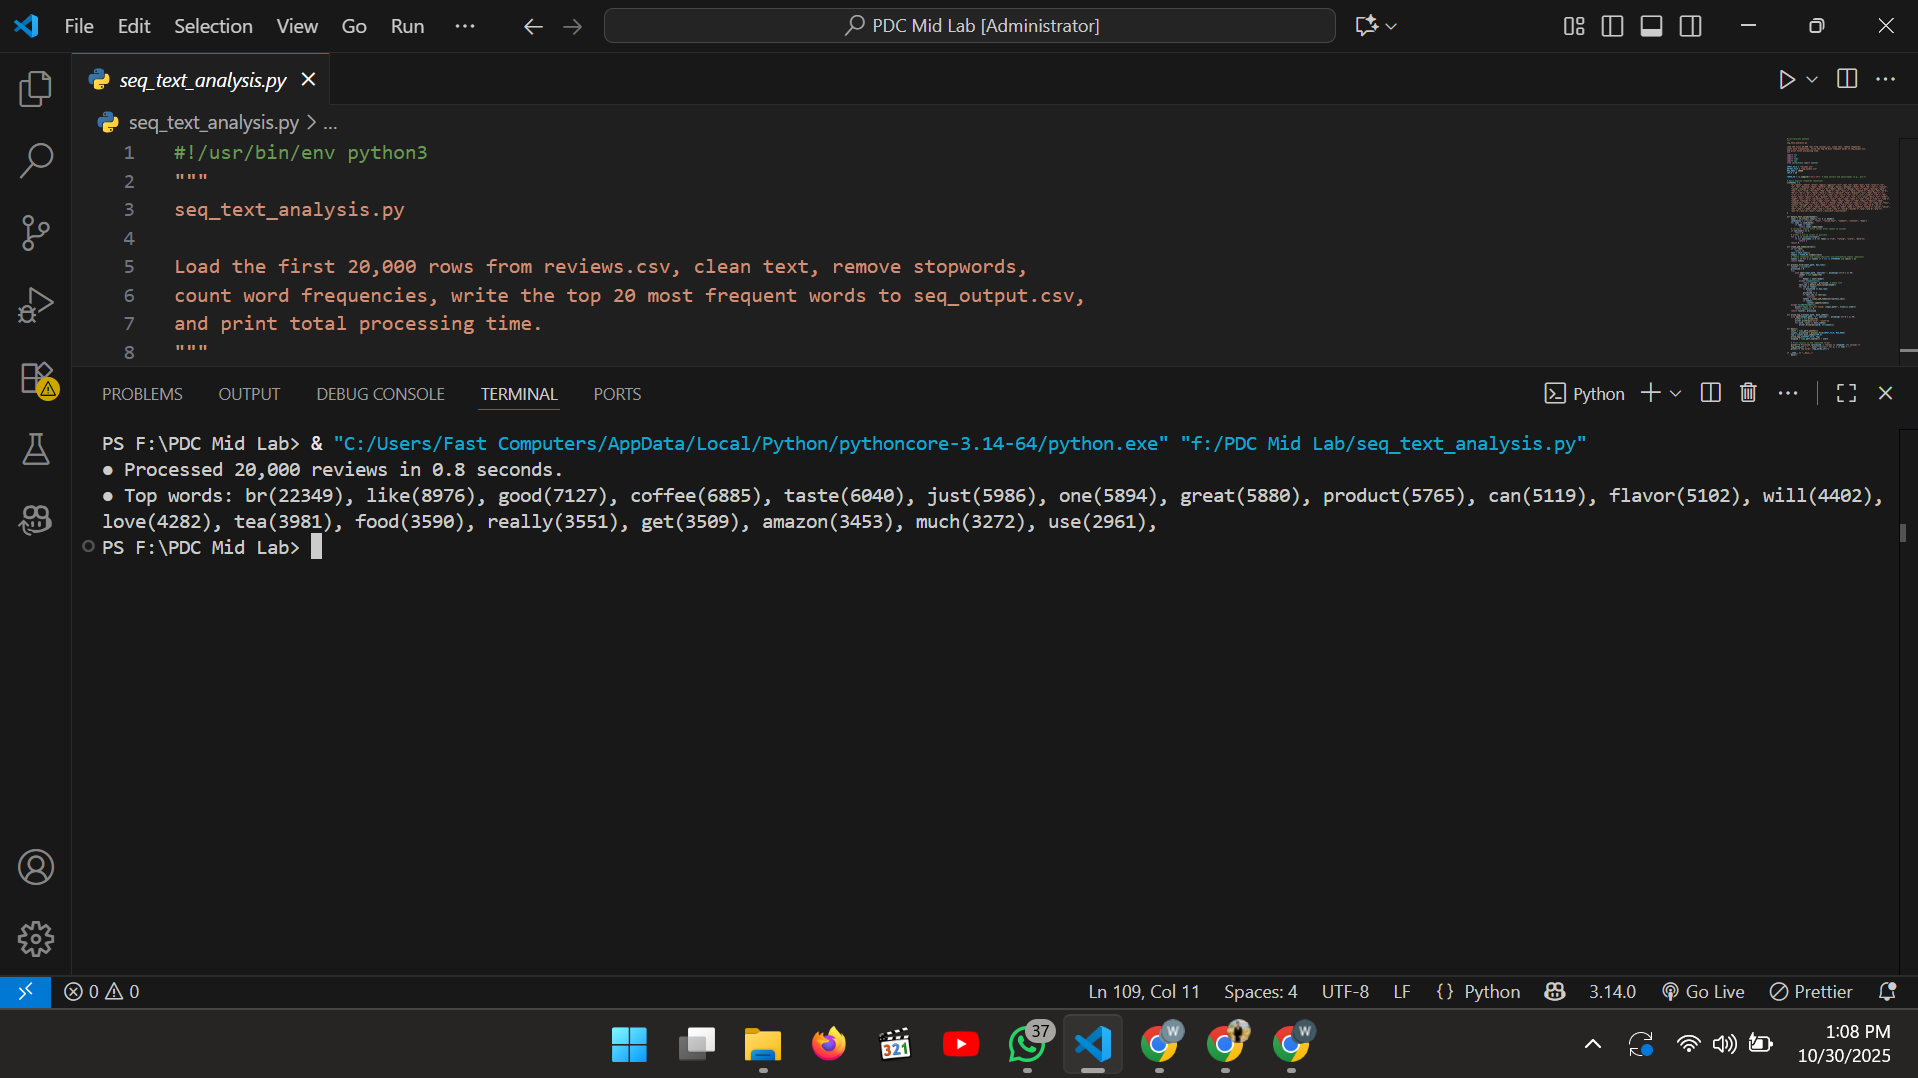 File Edit Selection View Go Run ··· PDC Mid Lab [Administrator]
seq_text_analysis.py
seq_text_analysis.py > ...
1 #!/usr/bin/env python3
2 """
3 seq_text_analysis.py
4
5 Load the first 20,000 rows from reviews.csv, clean text, remove stopwords,
6 count word frequencies, write the top 20 most frequent words to seq_output.csv,
7 and print total processing time.
8 """
PROBLEMS OUTPUT DEBUG CONSOLE TERMINAL PORTS Python
PS F:\PDC Mid Lab> & "C:/Users/Fast Computers/AppData/Local/Python/pythoncore-3.14-64/python.exe" "f:/PDC Mid Lab/seq_text_analysis.py"
● Processed 20,000 reviews in 0.8 seconds.
● Top words: br(22349), like(8976), good(7127), coffee(6885), taste(6040), just(5986), one(5894), great(5880), product(5765), can(5119), flavor(5102), will(4402),
love(4282), tea(3981), food(3590), really(3551), get(3509), amazon(3453), much(3272), use(2961),
PS F:\PDC Mid Lab>
0 0 Ln 109, Col 11 Spaces: 4 UTF-8 LF {} Python 3.14.0 Go Live Prettier
321 37 W W
1:08 PM
10/30/2025